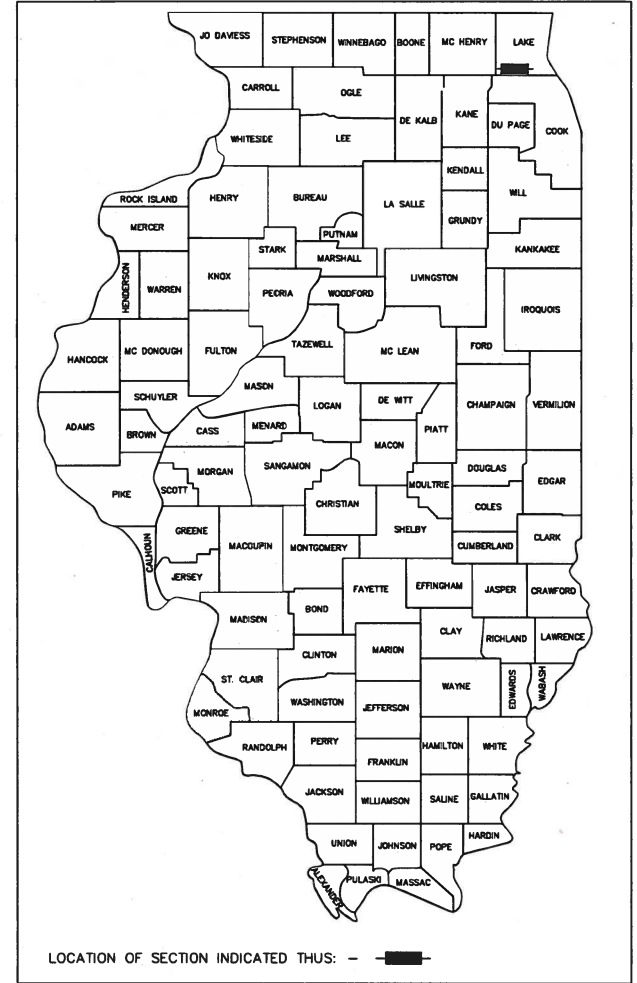 JO DAVIESS
STEPHENSON
WINNEBAGO
BOONE
MC HENRY
LAKE
CARROLL
OGLE
DE KALB
KANE
DU PAGE
COOK
WHITESIDE
LEE
KENDALL
WILL
ROCK ISLAND
HENRY
BUREAU
LA SALLE
GRUNDY
MERCER
PUTNAM
KANKAKEE
STARK
MARSHALL
HENDERSON
WARREN
KNOX
PEORIA
WOODFORD
LIVINGSTON
IROQUOIS
HANCOCK
MC DONOUGH
FULTON
TAZEWELL
MC LEAN
FORD
SCHUYLER
MASON
LOGAN
DE WITT
CHAMPAIGN
VERMILION
ADAMS
BROWN
CASS
MENARD
MACON
PIATT
PIKE
SCOTT
MORGAN
SANGAMON
CHRISTIAN
MOULTRIE
DOUGLAS
EDGAR
COLES
CALHOUN
GREENE
MACOUPIN
MONTGOMERY
SHELBY
CUMBERLAND
CLARK
JERSEY
FAYETTE
EFFINGHAM
JASPER
CRAWFORD
MADISON
BOND
CLAY
RICHLAND
LAWRENCE
CLINTON
MARION
ST. CLAIR
WAYNE
EDWARDS
WABASH
MONROE
WASHINGTON
JEFFERSON
RANDOLPH
PERRY
HAMILTON
WHITE
FRANKLIN
JACKSON
WILLIAMSON
SALINE
GALLATIN
UNION
JOHNSON
POPE
HARDIN
ALEXANDER
PULASKI
MASSAC
LOCATION OF SECTION INDICATED THUS: -